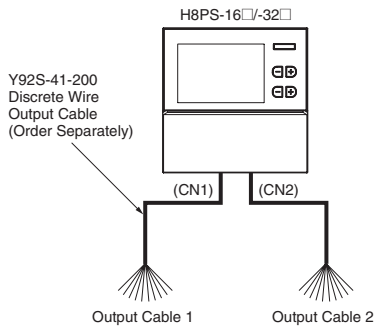 H8PS-16□/-32□
Y92S-41-200
Discrete Wire
Output Cable
(Order Separately)
(CN1)
(CN2)
Output Cable 1
Output Cable 2